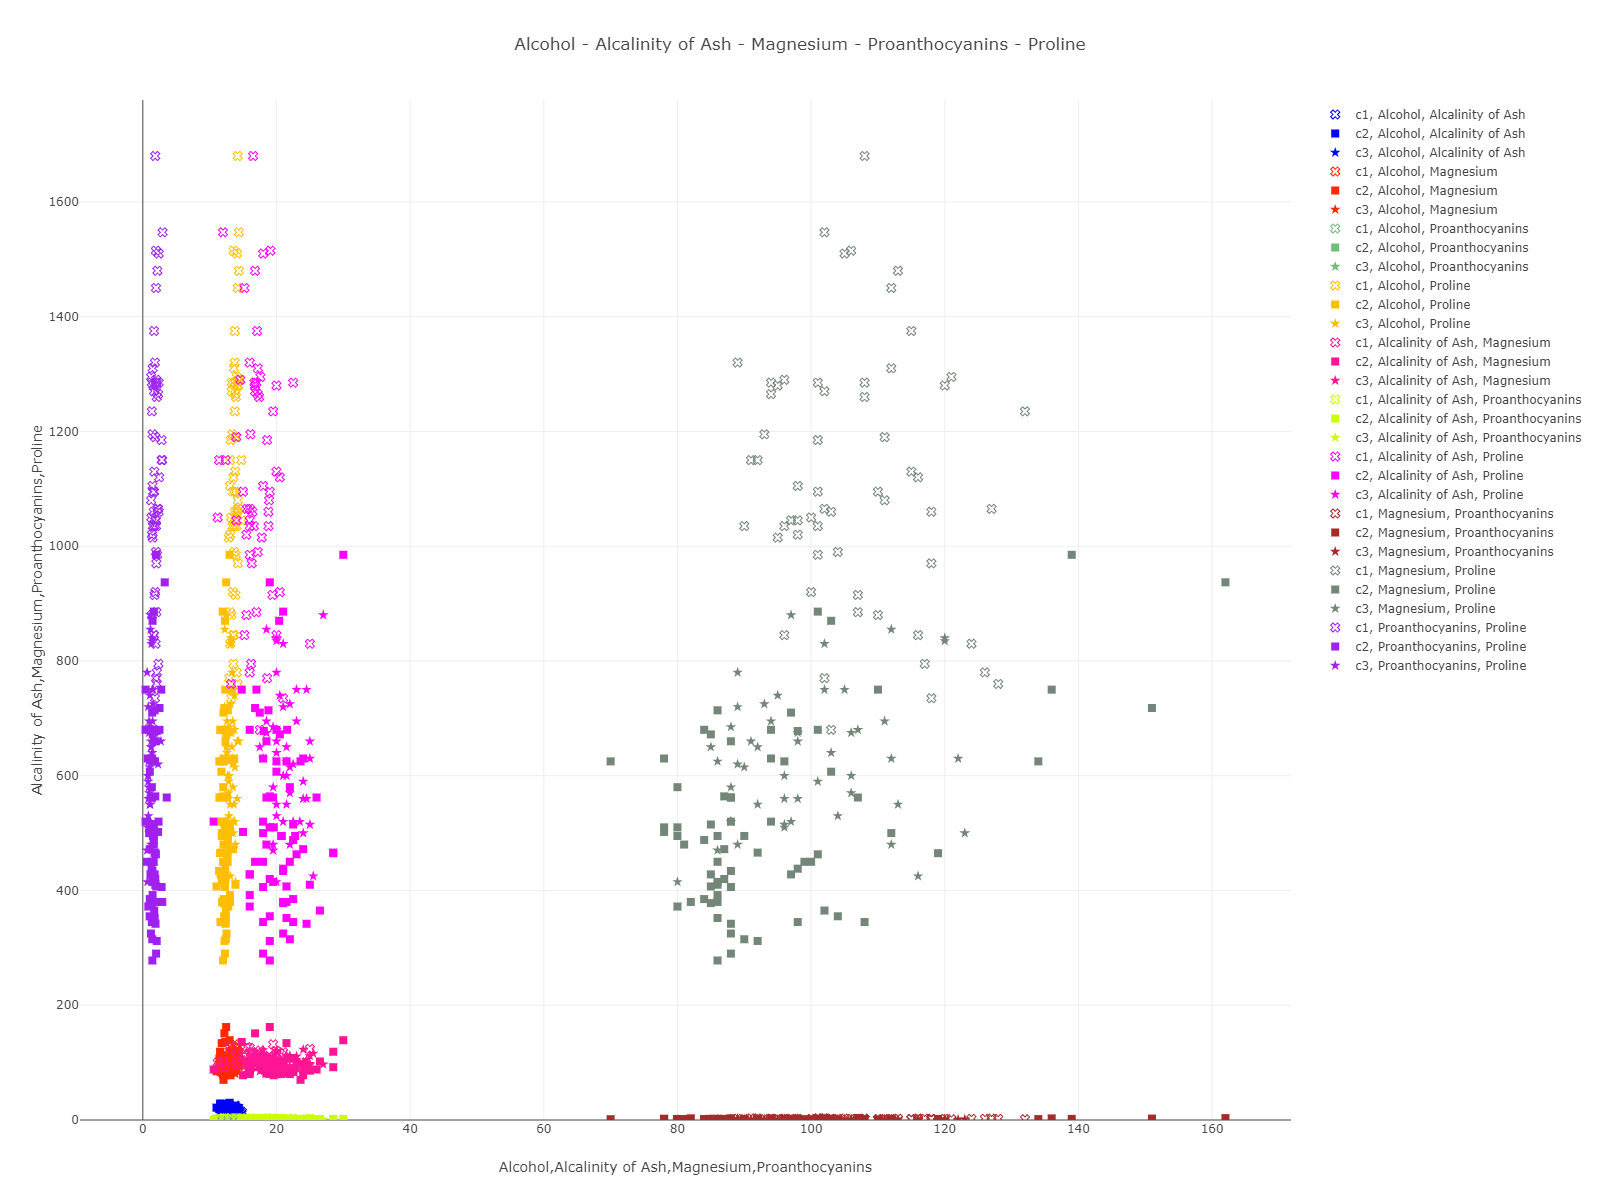 Alcohol - Alcalinity of Ash - Magnesium - Proanthocyanins - Proline
c1, Alcohol, Alcalinity of Ash
c2, Alcohol, Alcalinity of Ash
c3, Alcohol, Alcalinity of Ash
c1, Alcohol, Magnesium
c2, Alcohol, Magnesium
c3, Alcohol, Magnesium
c1, Alcohol, Proanthocyanins
c2, Alcohol, Proanthocyanins
c3, Alcohol, Proanthocyanins
c1, Alcohol, Proline
c2, Alcohol, Proline
c3, Alcohol, Proline
c1, Alcalinity of Ash, Magnesium
c2, Alcalinity of Ash, Magnesium
c3, Alcalinity of Ash, Magnesium
c1, Alcalinity of Ash, Proanthocyanins
c2, Alcalinity of Ash, Proanthocyanins
c3, Alcalinity of Ash, Proanthocyanins
c1, Alcalinity of Ash, Proline
c2, Alcalinity of Ash, Proline
c3, Alcalinity of Ash, Proline
c1, Magnesium, Proanthocyanins
c2, Magnesium, Proanthocyanins
c3, Magnesium, Proanthocyanins
c1, Magnesium, Proline
c2, Magnesium, Proline
c3, Magnesium, Proline
c1, Proanthocyanins, Proline
c2, Proanthocyanins, Proline
c3, Proanthocyanins, Proline
Alcalinity of Ash,Magnesium,Proanthocyanins,Proline
1600
1400
1200
1000
800
600
400
200
0
0 20 40 60 80 100 120 140 160
Alcohol,Alcalinity of Ash,Magnesium,Proanthocyanins